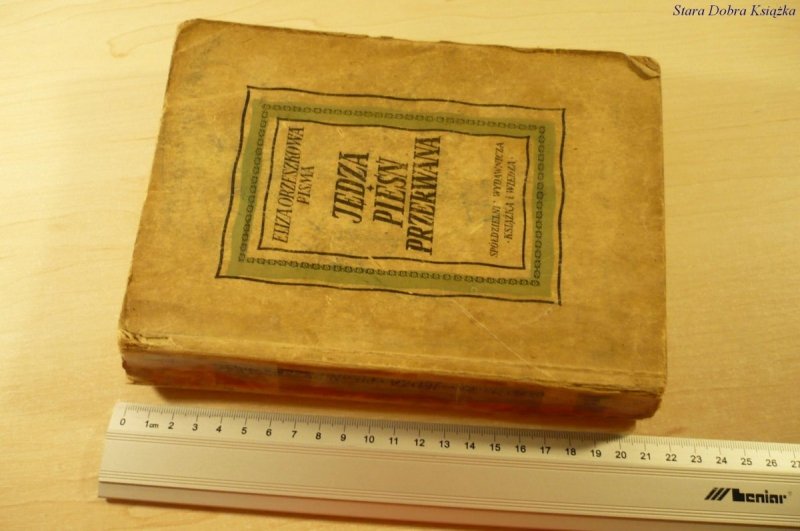 Stara Dobra Książka
ELIZA ORZESZKOWA
PISMA
JĘDZA
PIEŚŃ
PRZERWANA
SPÓŁDZIELNIA WYDAWNICZA
·KSIĄŻKA I WIEDZA·
0 1cm 2 3 4 5 6 7 8 9 10 11 12 13 14 15 16 17 18 19 20 21 22 23 24 25 26 27
leniar®